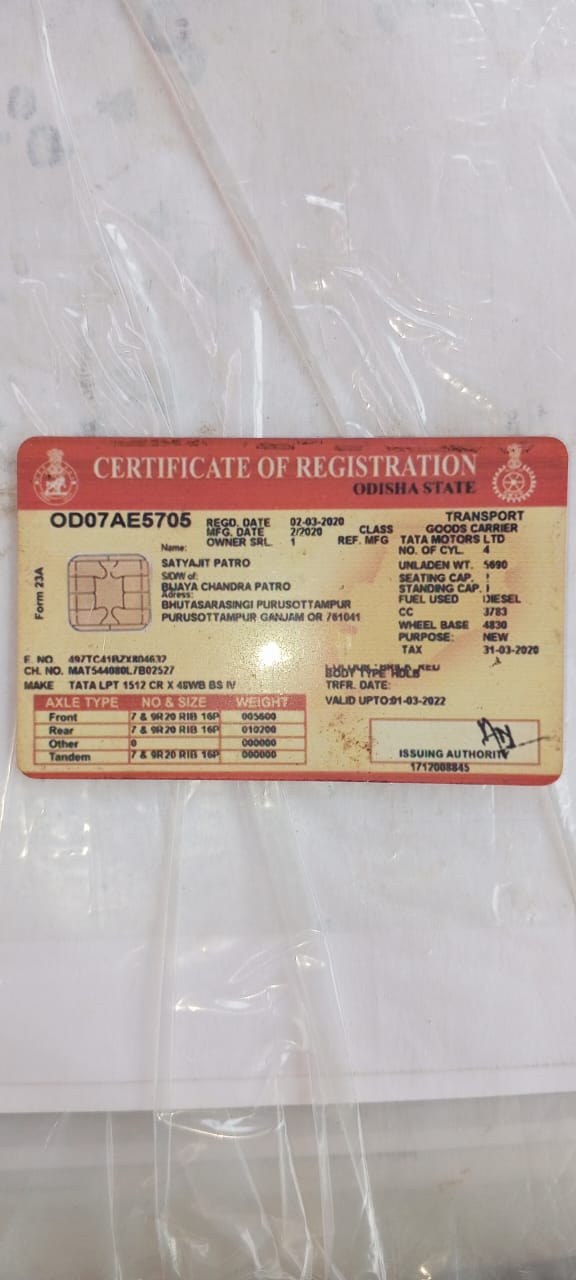 CERTIFICATE OF REGISTRATION
ODISHA STATE
OD07AE5705
REGD. DATE 02-03-2020
MFG. DATE 2/2020
OWNER SRL. 1
TRANSPORT
CLASS GOODS CARRIER
REF. MFG TATA MOTORS LTD
NO. OF CYL. 4
UNLADEN WT. 5690
SEATING CAP.
STANDING CAP.
FUEL USED DIESEL
CC 3783
WHEEL BASE 4830
PURPOSE: NEW
TAX 31-03-2020
Form 23A
Name:
SATYAJIT PATRO
S/D/W of:
BIJAYA CHANDRA PATRO
Adress:
BHUTASARASINGI PURUSOTTAMPUR
PURUSOTTAMPUR GANJAM OR 761041
E. NO. 497TC41BZX804632
CH. NO. MAT544080L7B02527
MAKE TATA LPT 1512 CR X 48WB BS IV
BODY TYPE HDLB
TRFR. DATE:
VALID UPTO:01-03-2022
AXLE TYPE NO & SIZE WEIGHT
Front 7 & 9R20 RIB 16P 005600
Rear 7 & 9R20 RIB 16P 010200
Other 0 000000
Tandem 7 & 9R20 RIB 16P 000000
ISSUING AUTHORITY
1712008845